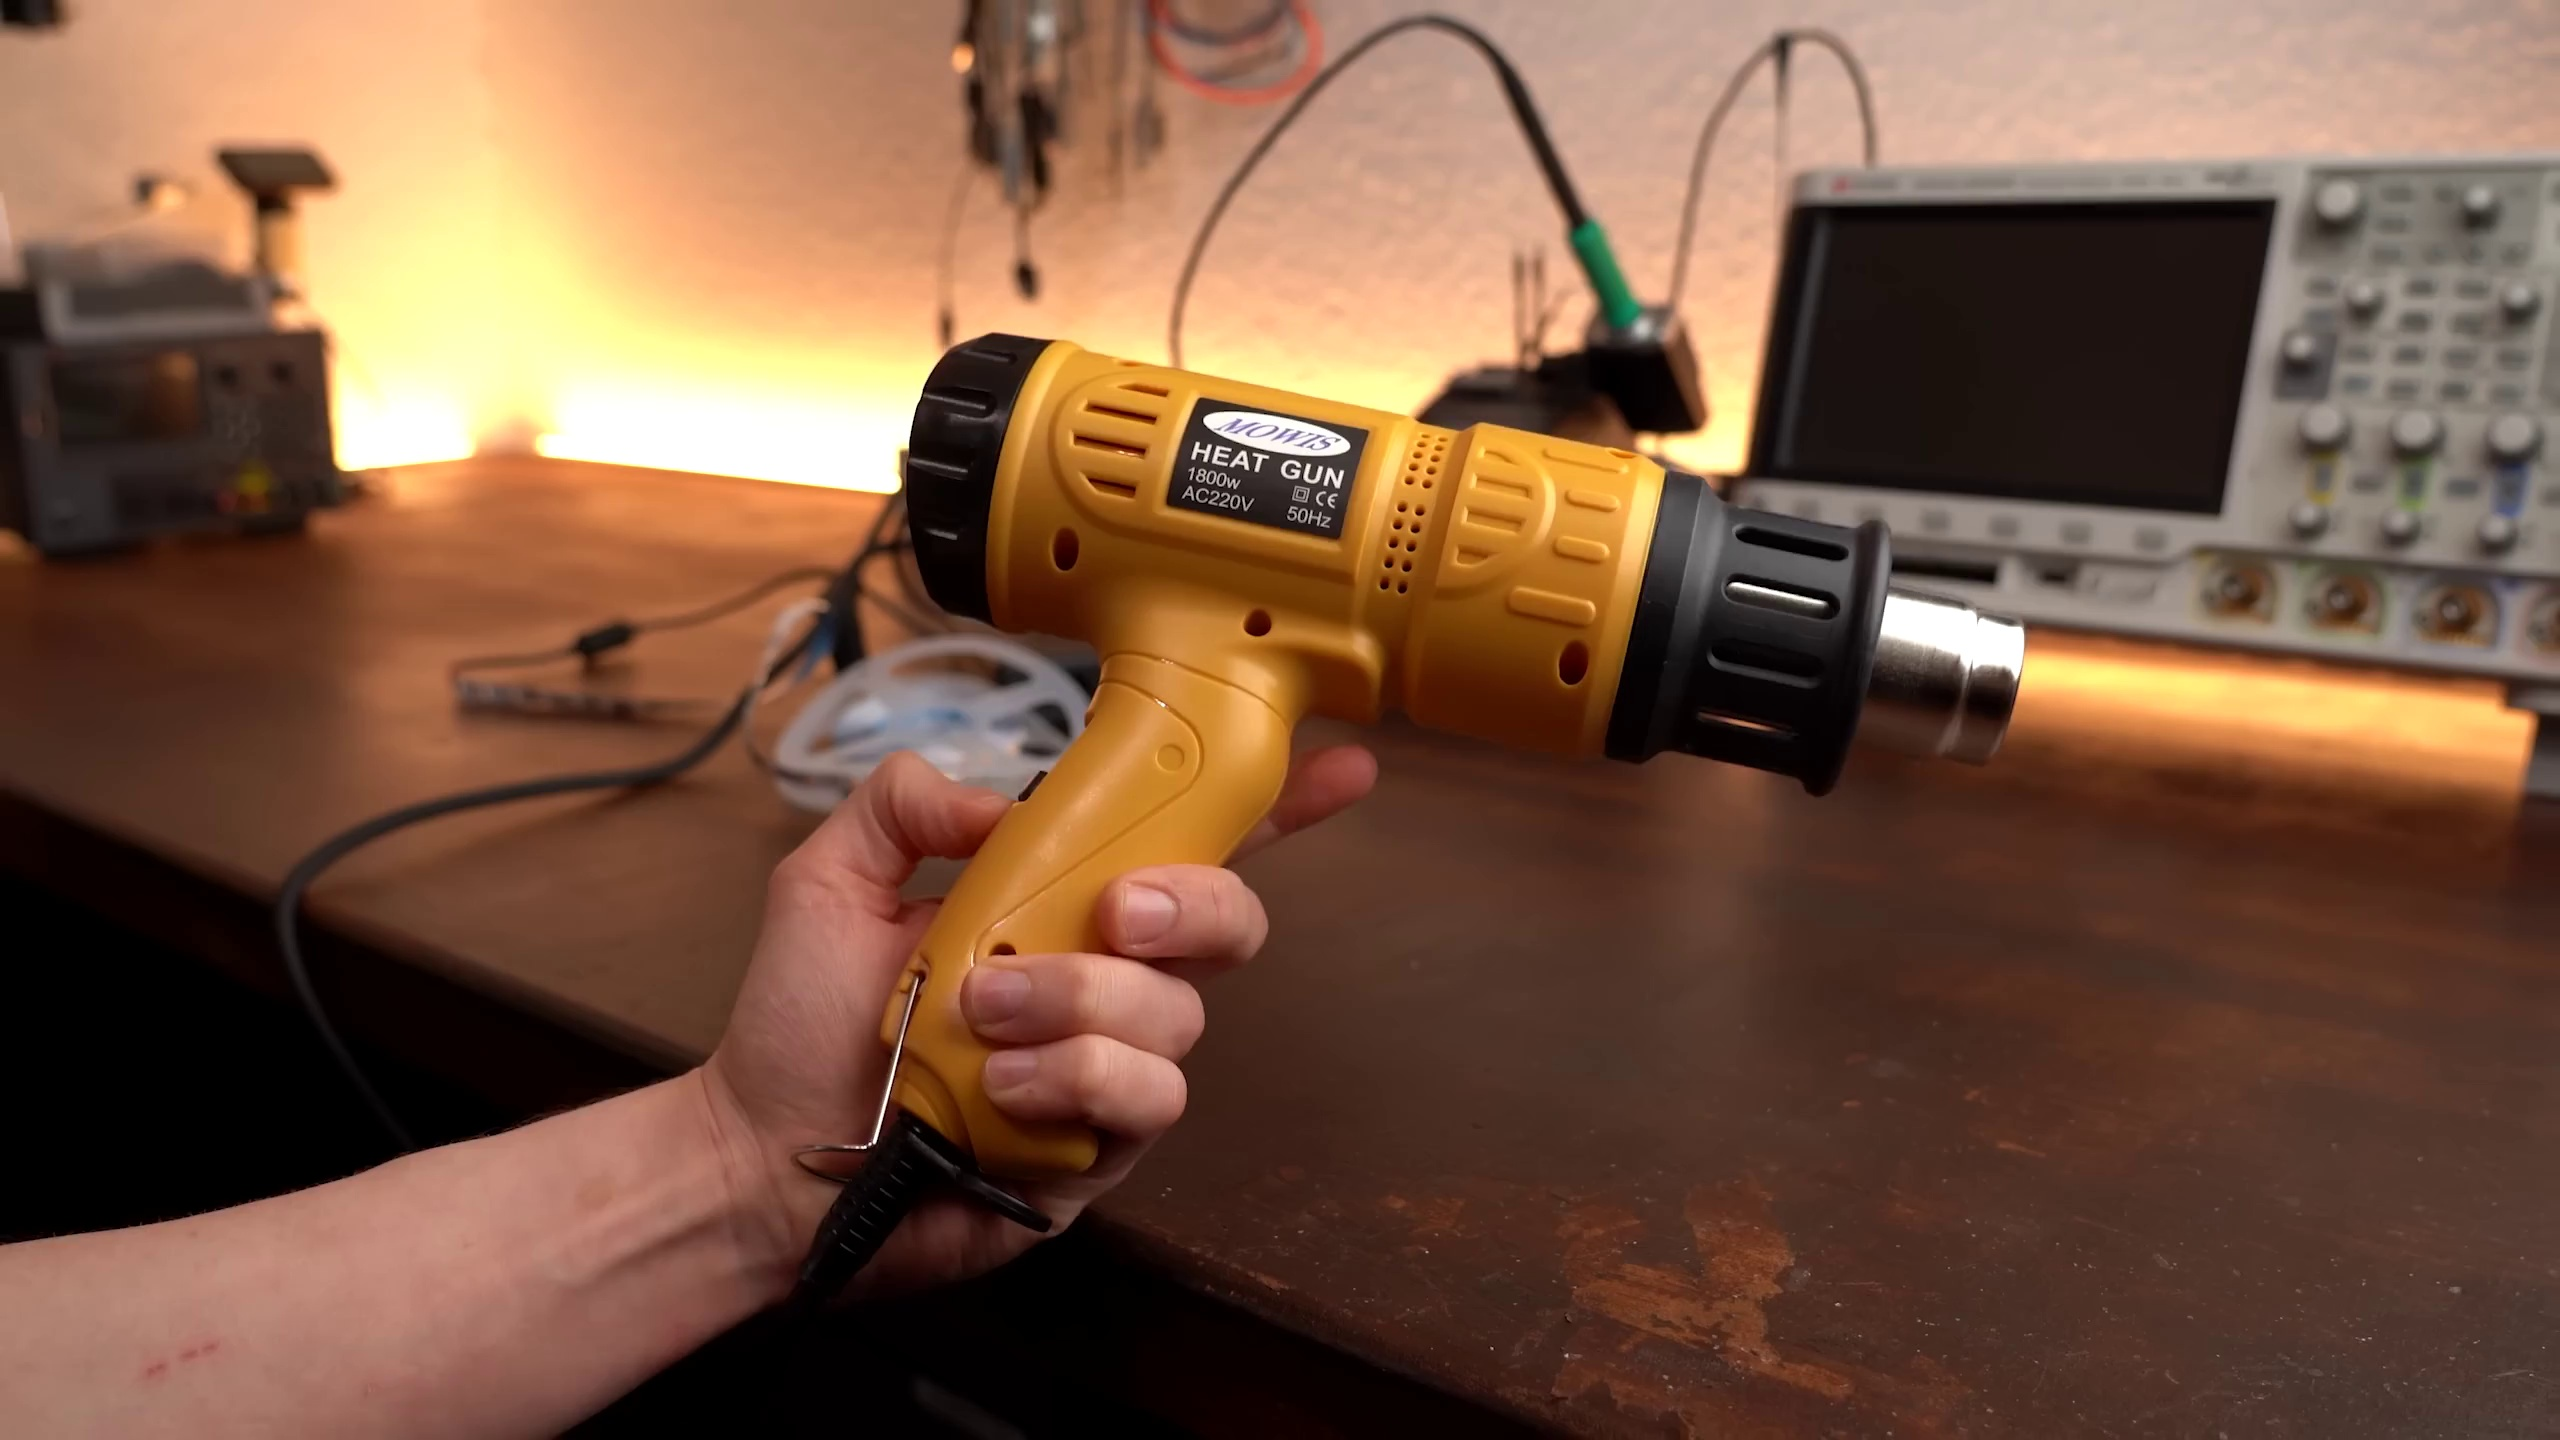 MOWIS
HEAT GUN
1800w
CE
AC220V
50Hz